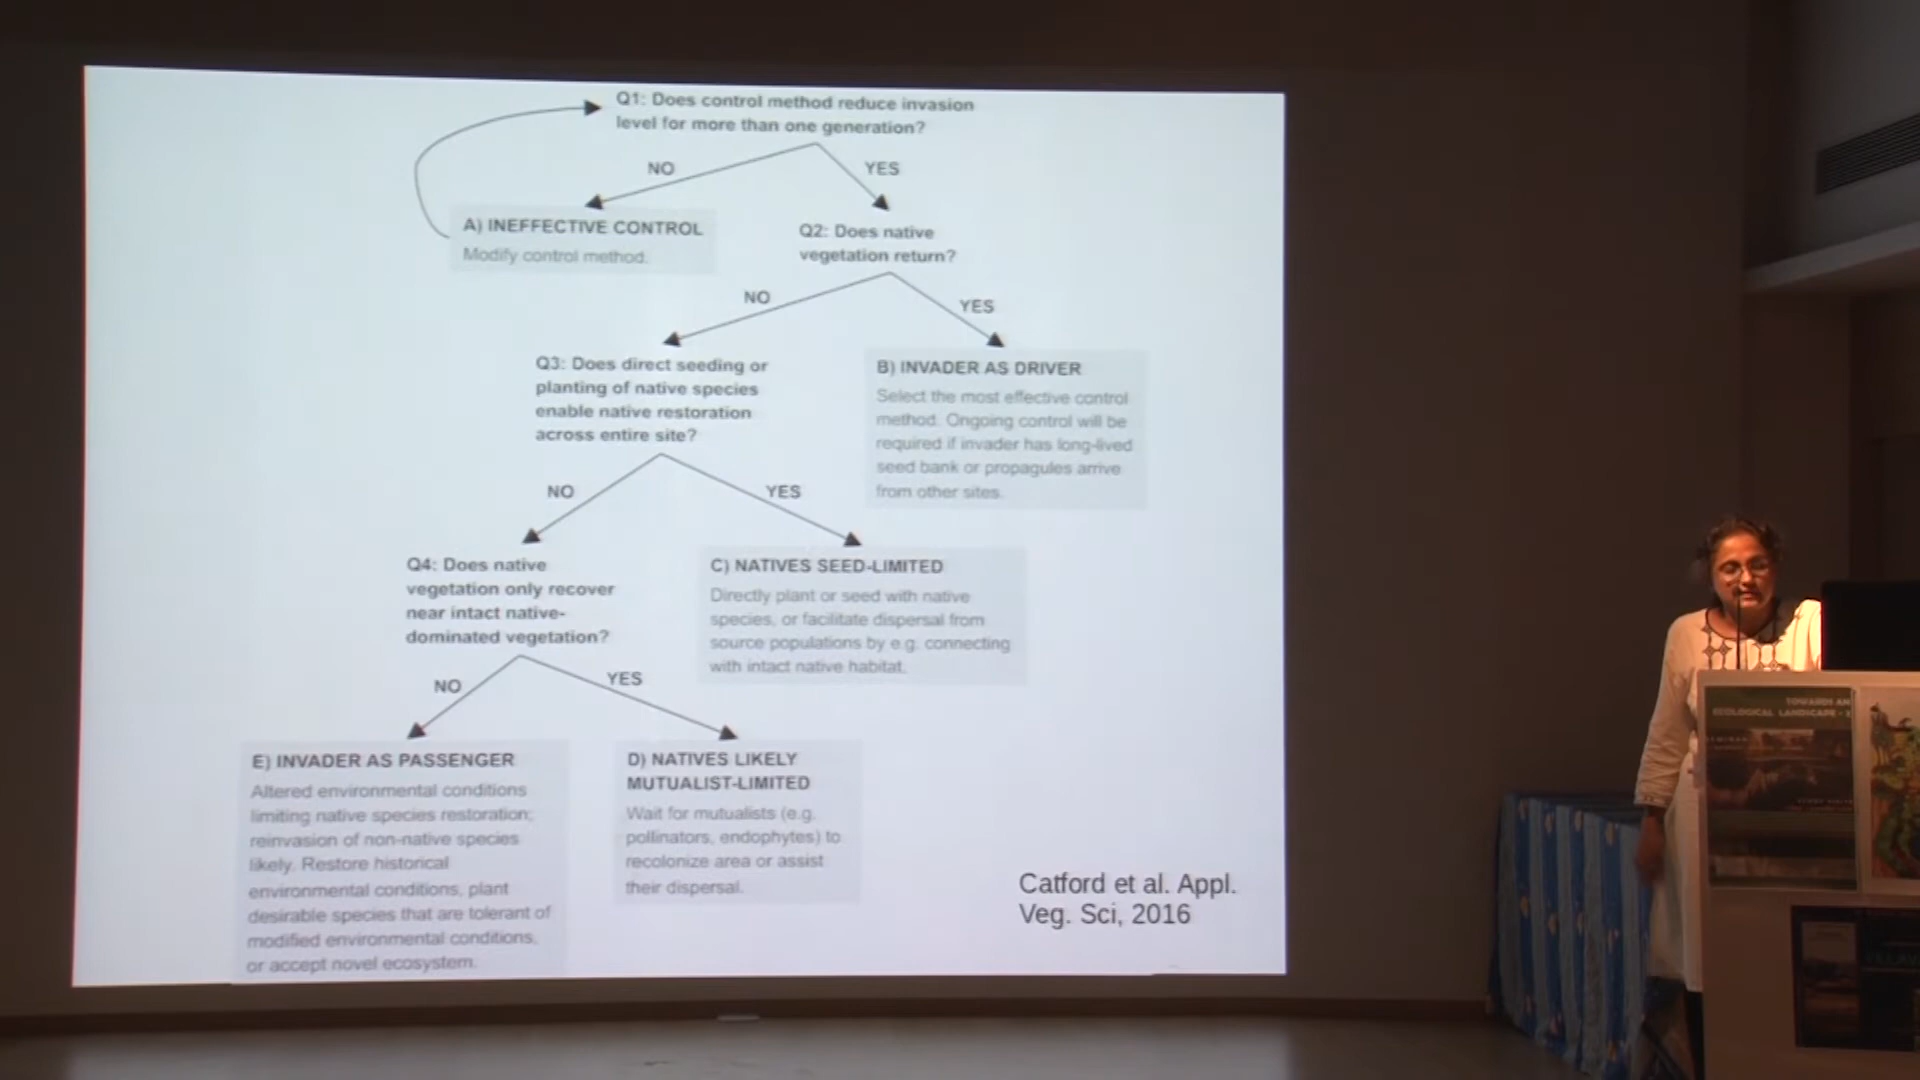 Q1: Does control method reduce invasion
level for more than one generation?
NO
YES
A) INEFFECTIVE CONTROL
Modify control method.
Q2: Does native
vegetation return?
NO
YES
Q3: Does direct seeding or
planting of native species
enable native restoration
across entire site?
B) INVADER AS DRIVER
Select the most effective control
method. Ongoing control will be
required if invader has long-lived
seed bank or propagules arrive
from other sites.
NO
YES
Q4: Does native
vegetation only recover
near intact native-
dominated vegetation?
C) NATIVES SEED-LIMITED
Directly plant or seed with native
species, or facilitate dispersal from
source populations by e.g. connecting
with intact native habitat.
NO
YES
E) INVADER AS PASSENGER
Altered environmental conditions
limiting native species restoration;
reinvasion of non-native species
likely. Restore historical
environmental conditions, plant
desirable species that are tolerant of
modified environmental conditions,
or accept novel ecosystem.
D) NATIVES LIKELY
MUTUALIST-LIMITED
Wait for mutualists (e.g.
pollinators, endophytes) to
recolonize area or assist
their dispersal.
Catford et al. Appl.
Veg. Sci, 2016
TOWARDS AN
ECOLOGICAL LANDSCAPE